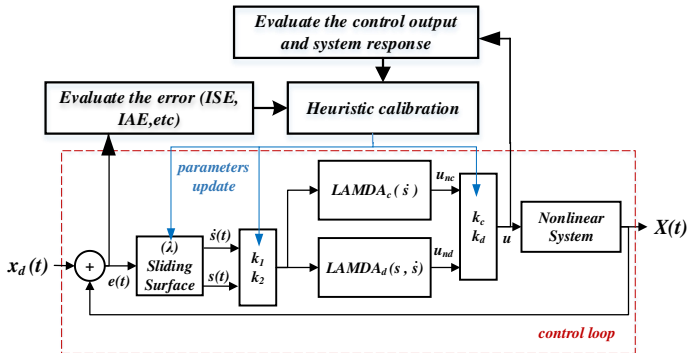 Evaluate the control output
and system response
Evaluate the error (ISE,
IAE,etc)
Heuristic calibration
parameters
update
LAMDAc ( ṡ )
unc
(λ)
Sliding
Surface
ṡ(t)
s(t)
k1
k2
LAMDAd (s , ṡ)
und
kc
kd
u
Nonlinear
System
X(t)
xd (t)
+
e(t)
control loop